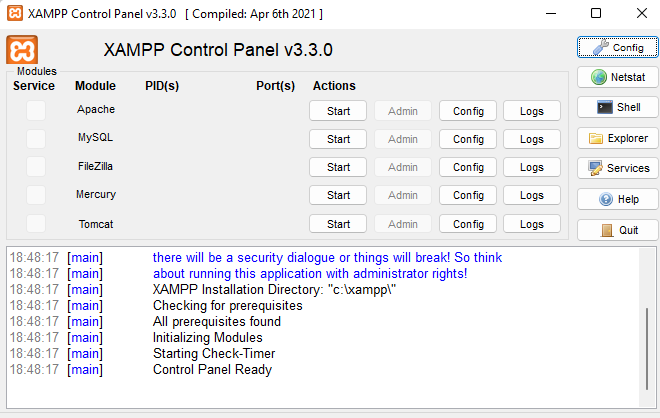 XAMPP Control Panel v3.3.0 [ Compiled: Apr 6th 2021 ]
XAMPP Control Panel v3.3.0
Config
Modules
Service Module PID(s) Port(s) Actions
Netstat
Apache Start Admin Config Logs
Shell
MySQL Start Admin Config Logs
Explorer
FileZilla Start Admin Config Logs
Services
Mercury Start Admin Config Logs
Help
Tomcat Start Admin Config Logs
Quit
18:48:17 [main] there will be a security dialogue or things will break! So think
18:48:17 [main] about running this application with administrator rights!
18:48:17 [main] XAMPP Installation Directory: "c:\xampp\"
18:48:17 [main] Checking for prerequisites
18:48:17 [main] All prerequisites found
18:48:17 [main] Initializing Modules
18:48:17 [main] Starting Check-Timer
18:48:17 [main] Control Panel Ready